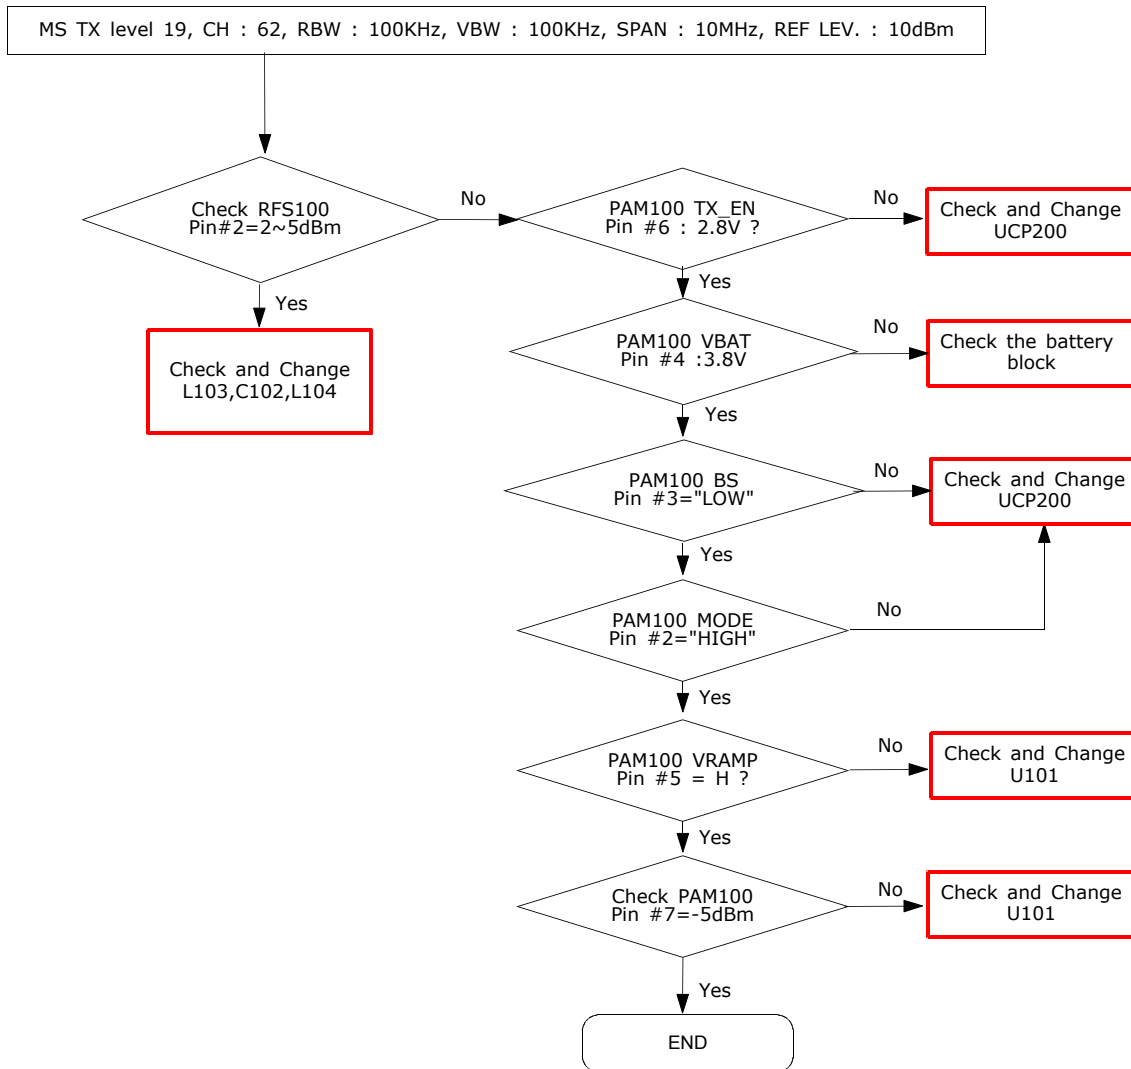 MS TX level 19, CH : 62, RBW : 100KHz, VBW : 100KHz, SPAN : 10MHz, REF LEV. : 10dBm
Check RFS100
Pin#2=2~5dBm
No
PAM100 TX_EN
Pin #6 : 2.8V ?
No
Check and Change
UCP200
Yes
Check and Change
L103,C102,L104
Yes
PAM100 VBAT
Pin #4 :3.8V
No
Check the battery
block
Yes
PAM100 BS
Pin #3="LOW"
No
Check and Change
UCP200
Yes
PAM100 MODE
Pin #2="HIGH"
No
Yes
PAM100 VRAMP
Pin #5 = H ?
No
Check and Change
U101
Yes
Check PAM100
Pin #7=-5dBm
No
Check and Change
U101
Yes
END